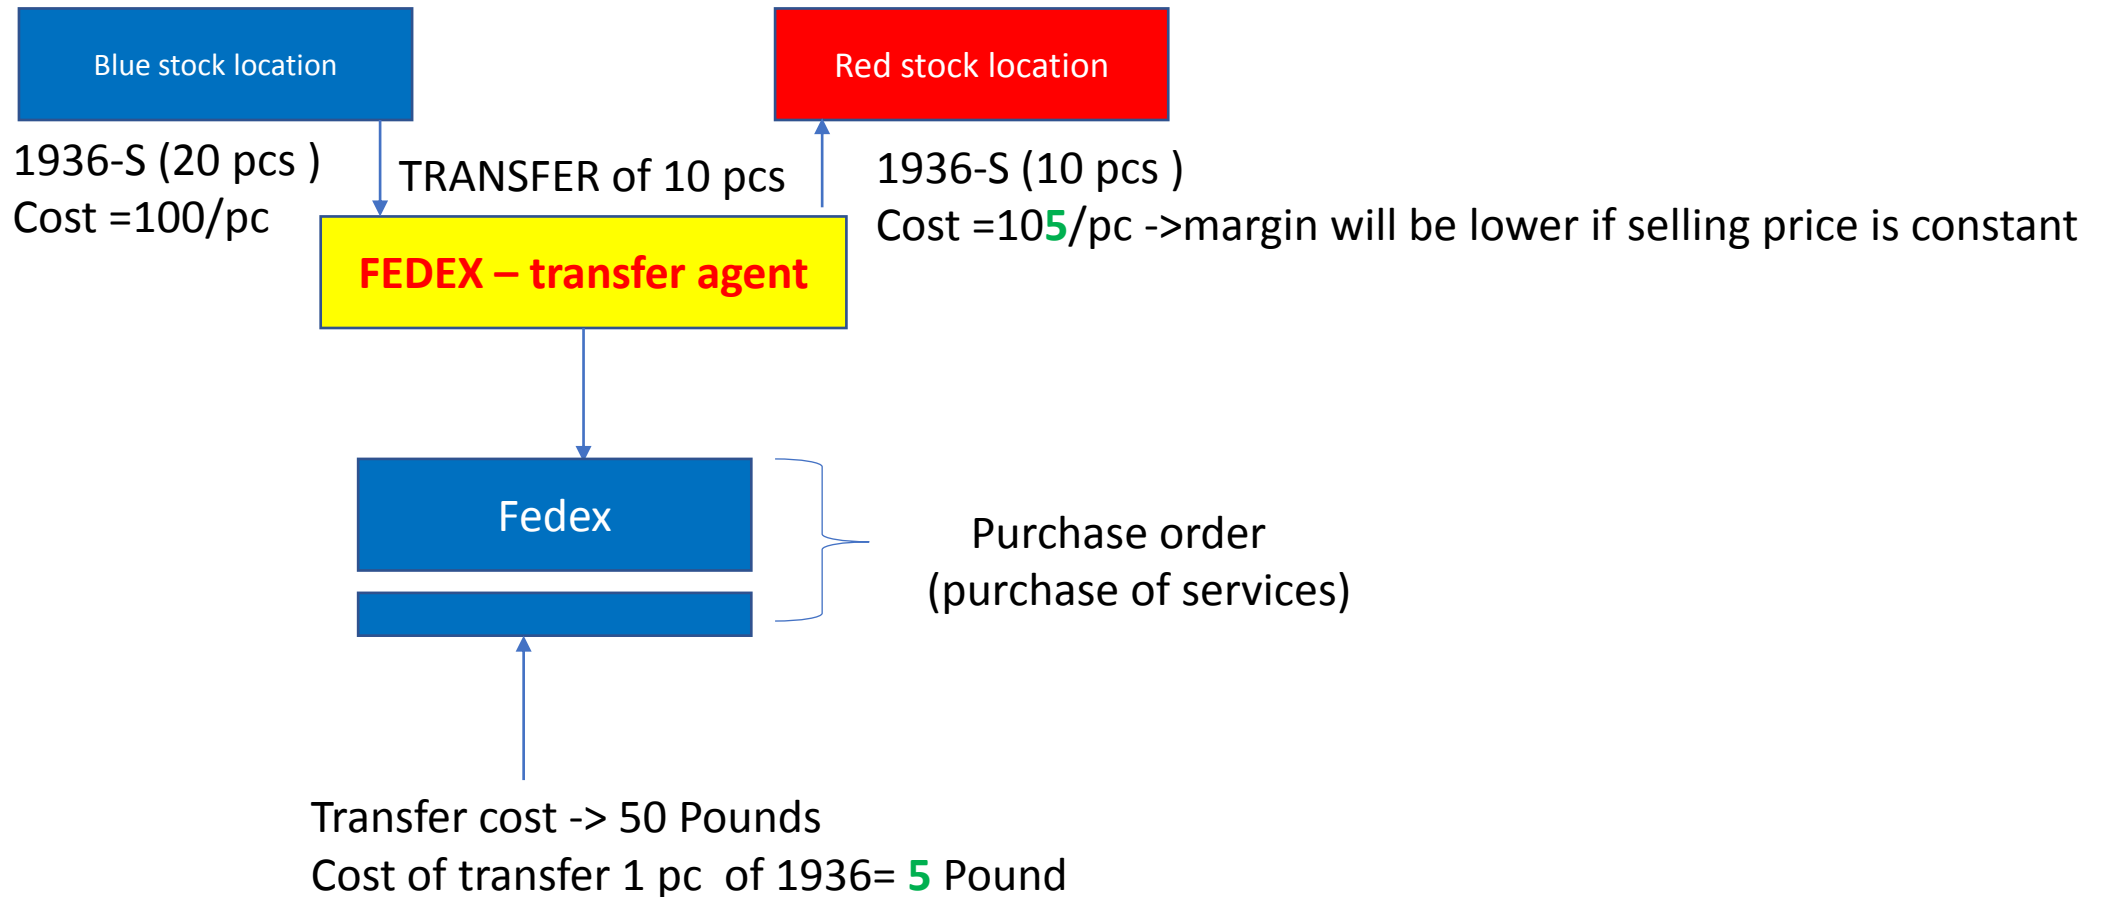 Blue stock location
Red stock location
1936-S (20 pcs )
Cost =100/pc
TRANSFER of 10 pcs
1936-S (10 pcs )
Cost =105/pc ->margin will be lower if selling price is constant
FEDEX – transfer agent
Fedex
Purchase order
(purchase of services)
Transfer cost -> 50 Pounds
Cost of transfer 1 pc  of 1936= 5 Pound